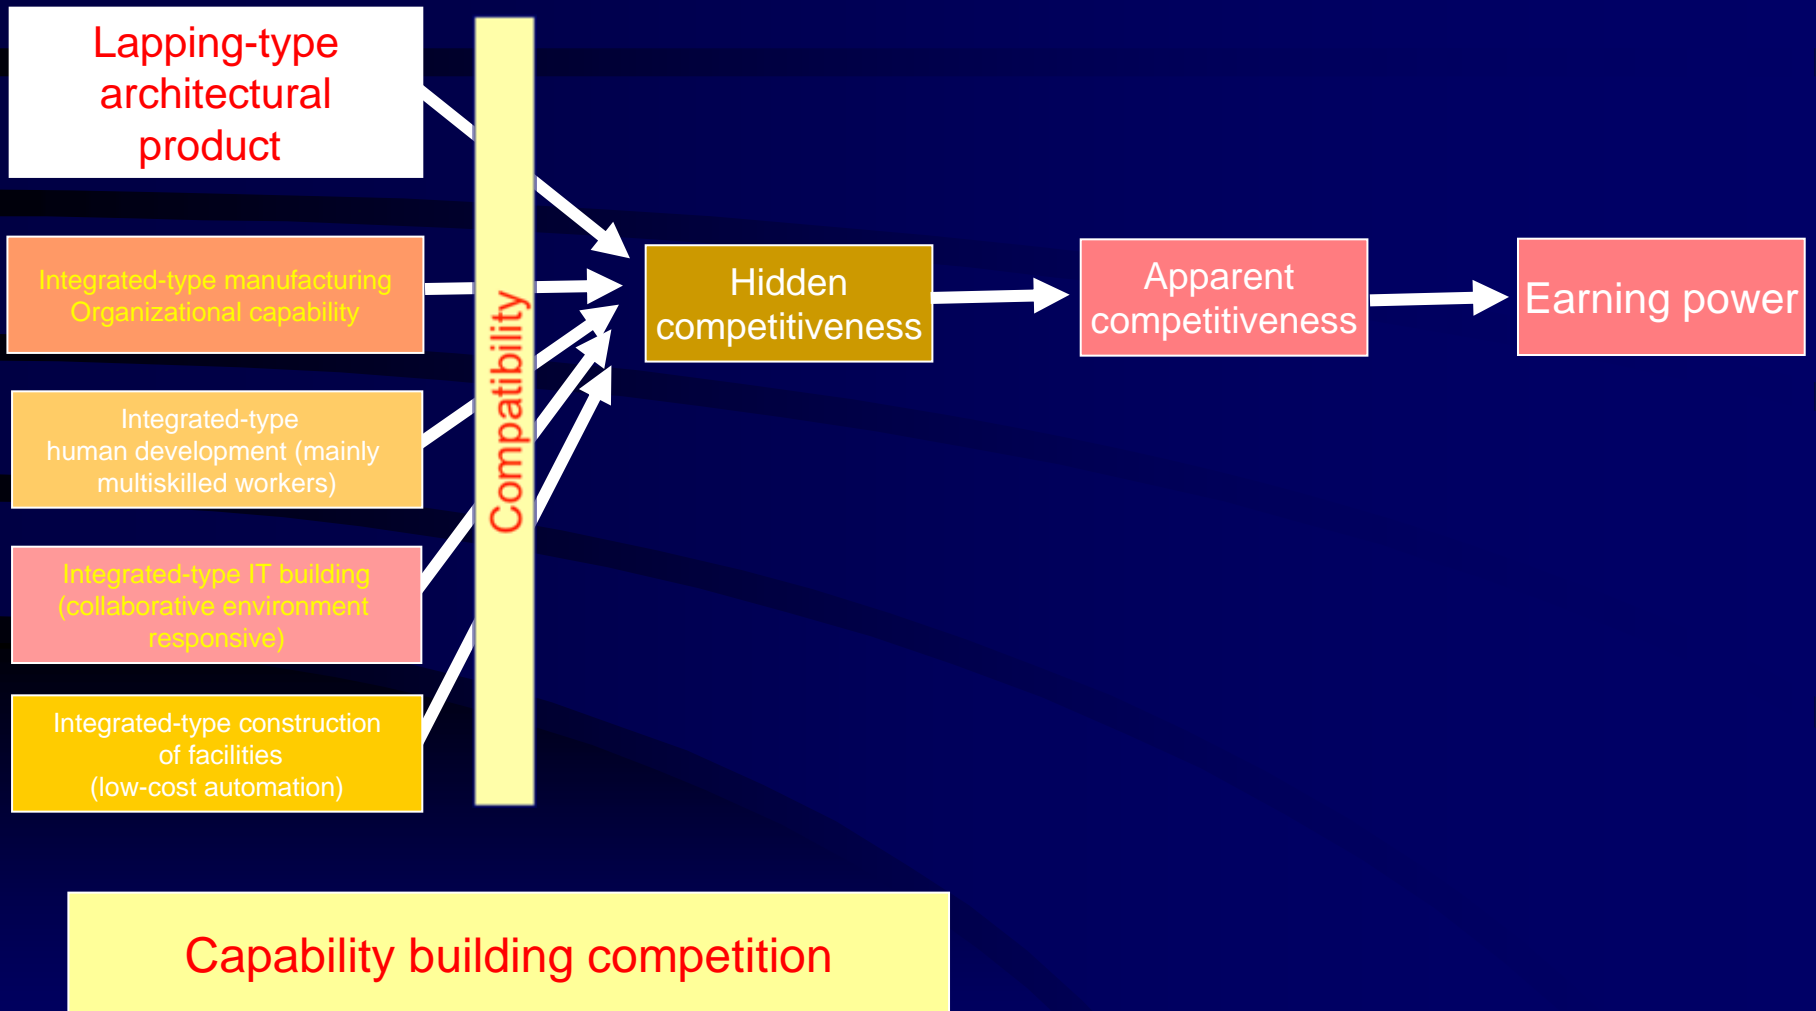 Lapping-type
architectural
product
Integrated-type manufacturing
Organizational capability
Integrated-type
human development (mainly
multiskilled workers)
Integrated-type IT building
(collaborative environment
responsive)
Integrated-type construction
of facilities
(low-cost automation)
Compatibility
Hidden
competitiveness
Apparent
competitiveness
Earning power
Capability building competition